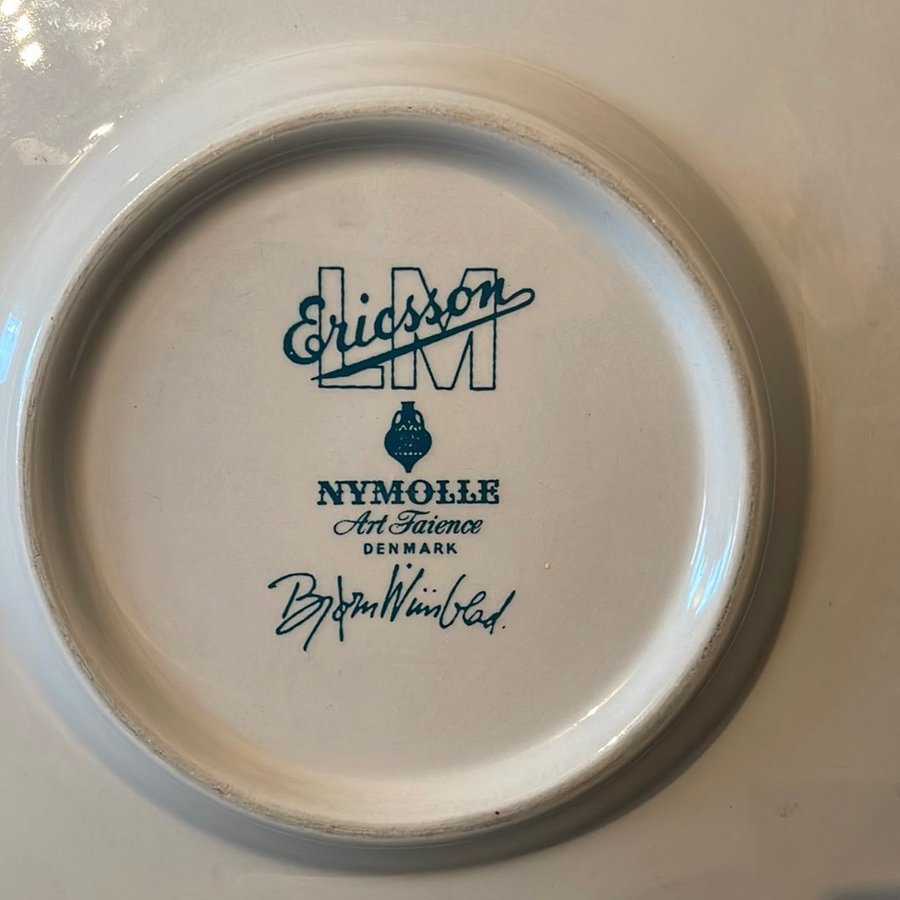 LM Ericsson
NYMOLLE
Art Faience
DENMARK
Bjørn Wiinblad.